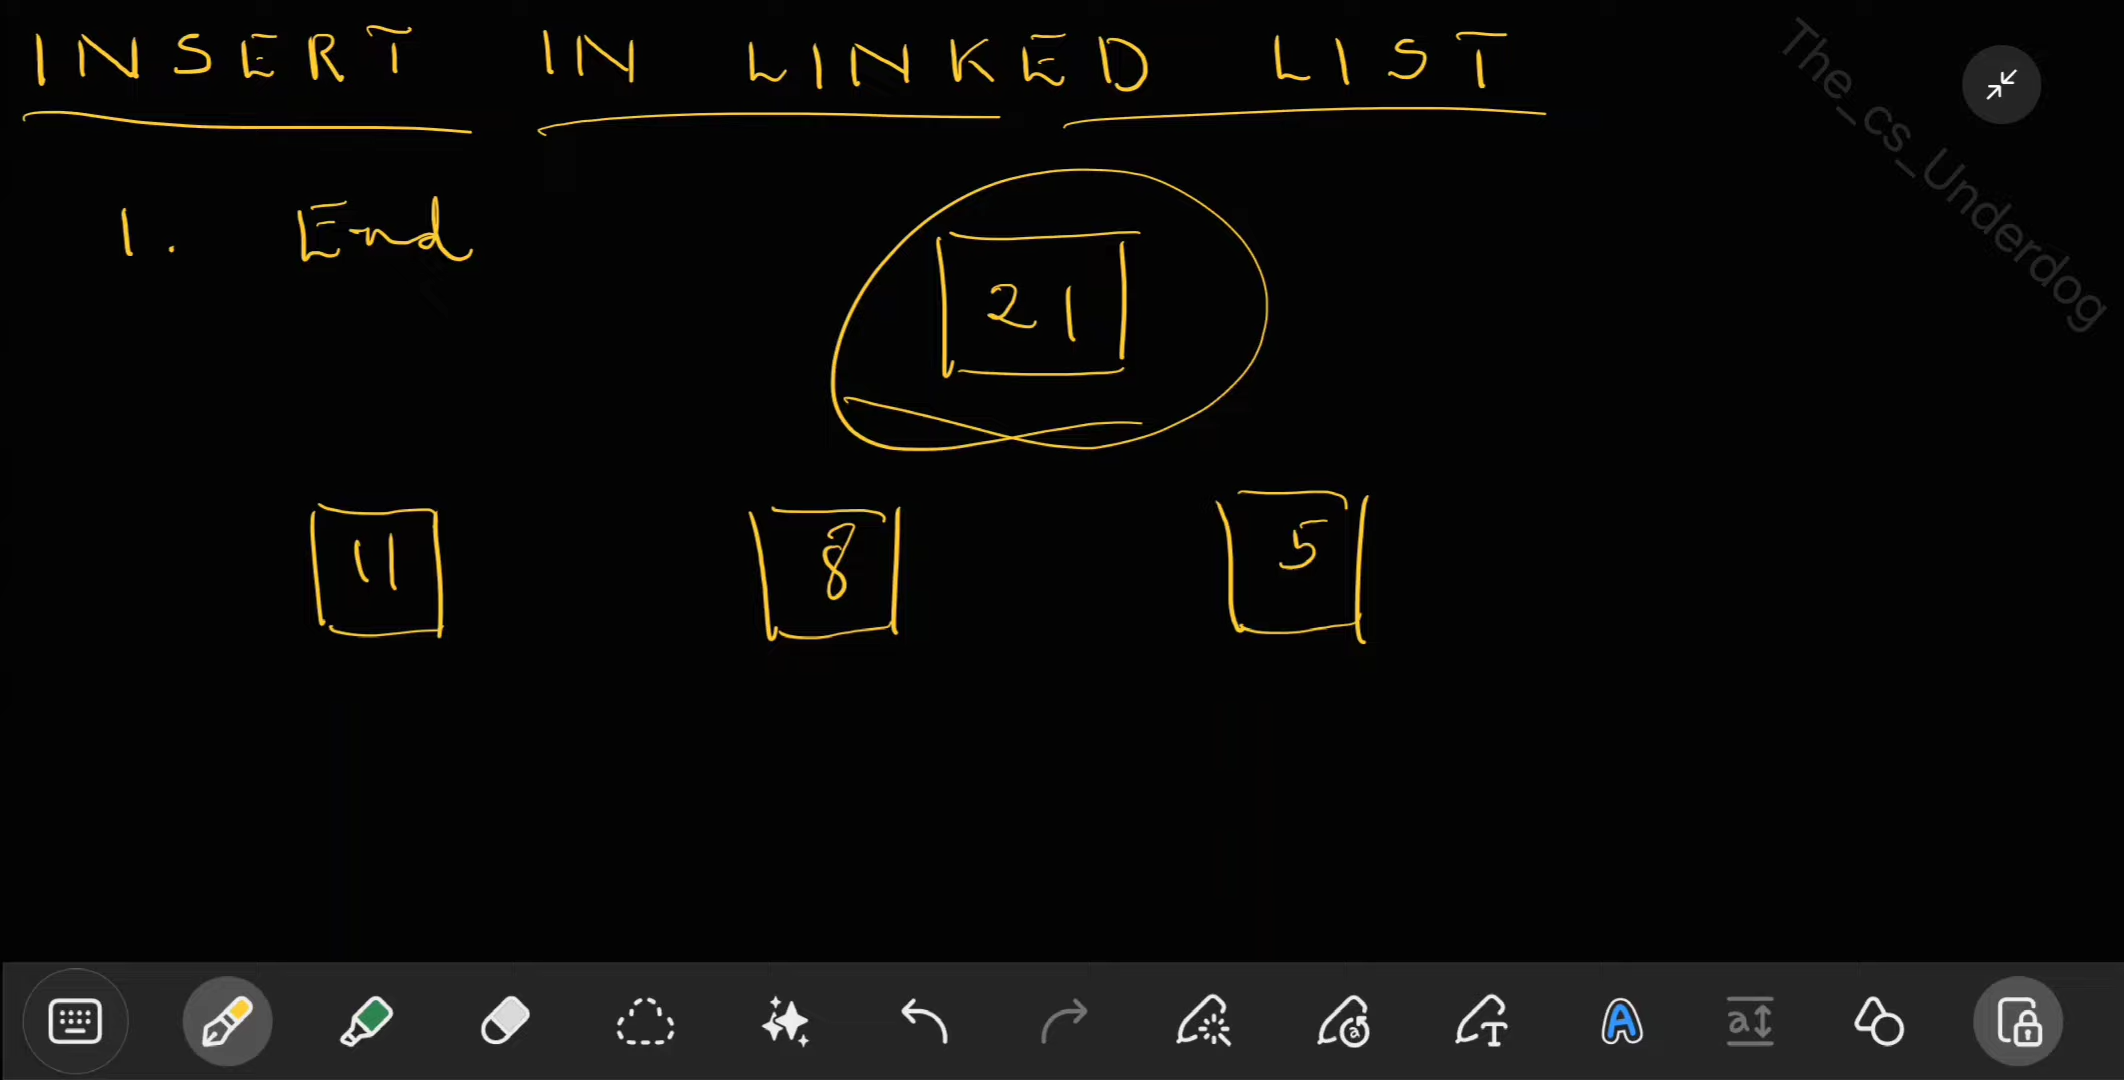 INSERT IN LINKED LIST
1. End
21
11 8 5
The_cs_Underdog